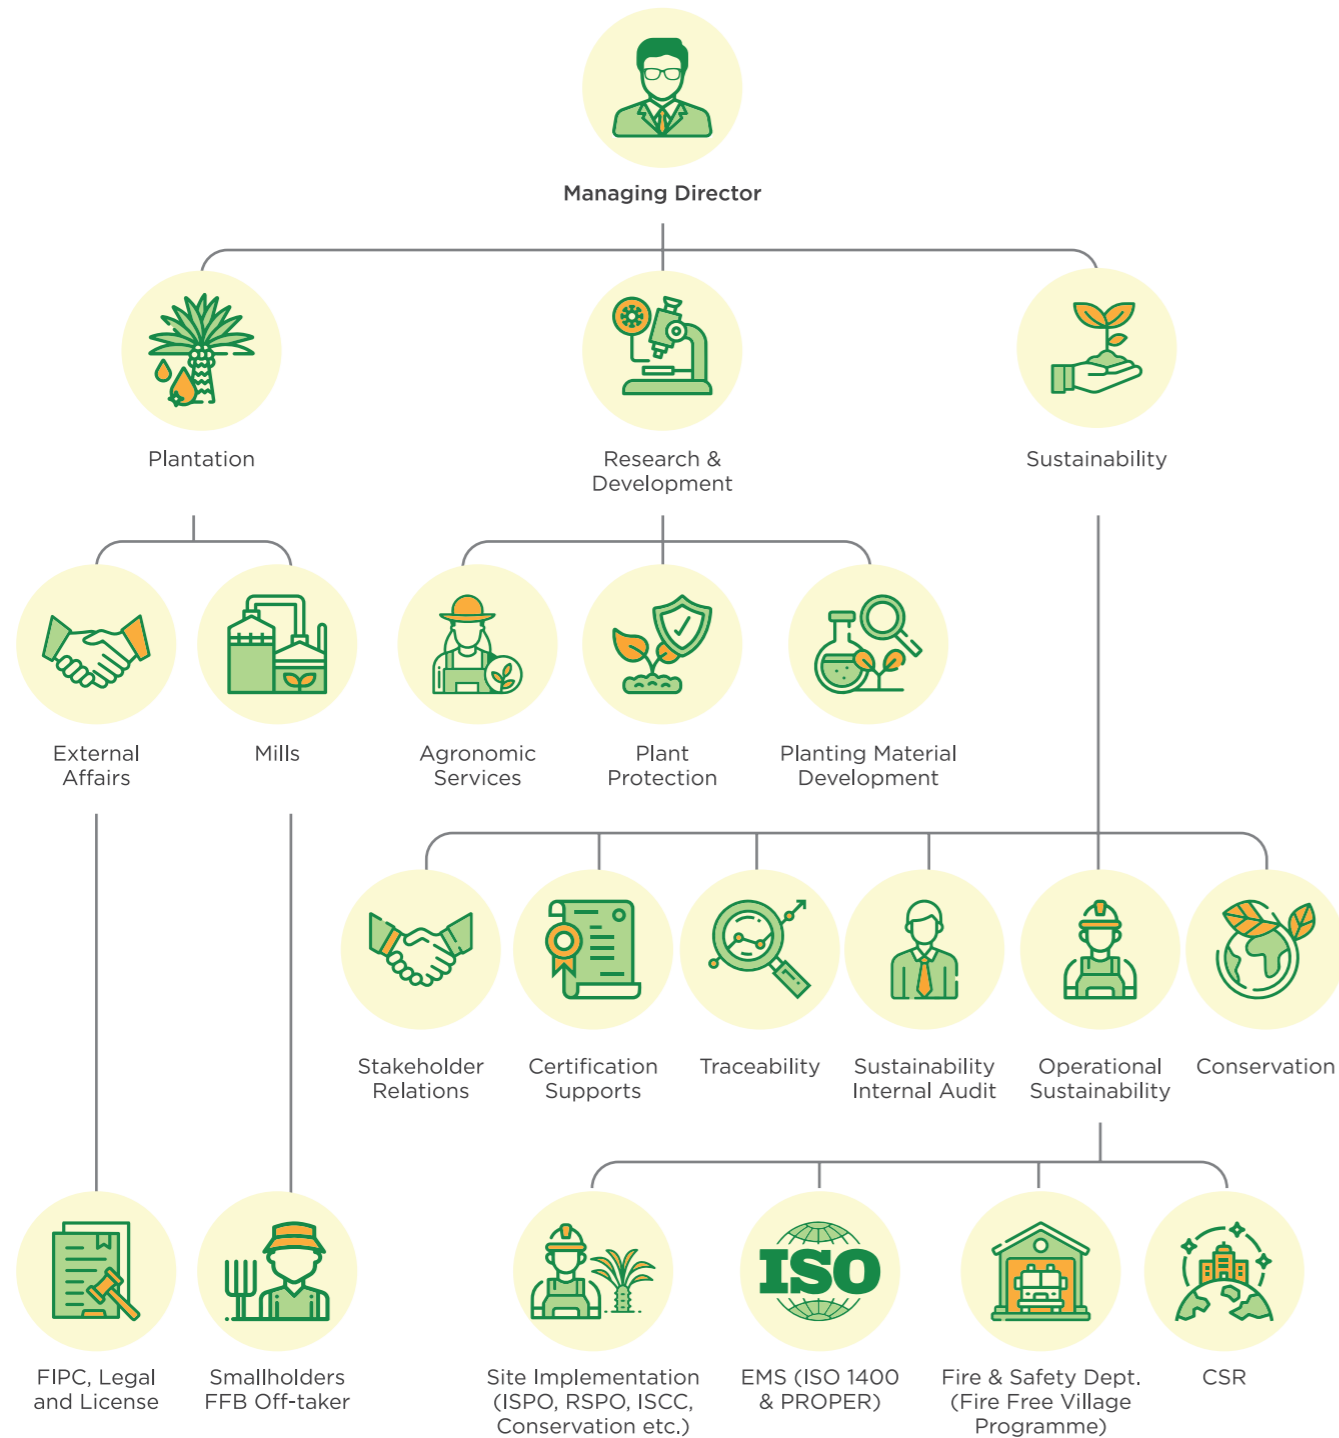 Managing Director
Plantation
Research &
Development
Sustainability
External
Affairs
Mills
Agronomic
Services
Plant
Protection
Planting Material
Development
Stakeholder
Relations
Certification
Supports
Traceability
Sustainability
Internal Audit
Operational
Sustainability
Conservation
ISO
FIPC, Legal
and License
Smallholders
FFB Off-taker
Site Implementation
(ISPO, RSPO, ISCC,
Conservation etc.)
EMS (ISO 1400
& PROPER)
Fire & Safety Dept.
(Fire Free Village
Programme)
CSR